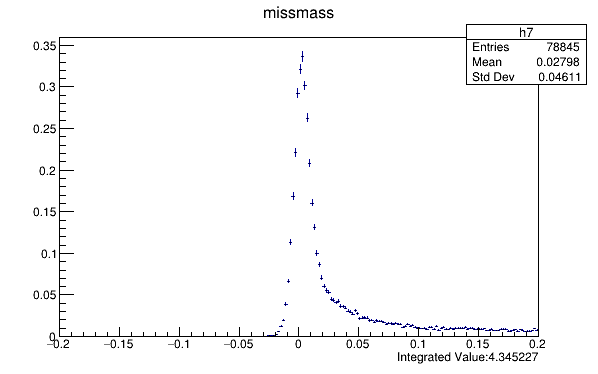 missmass
h7
Entries 78845
Mean 0.02798
Std Dev 0.04611
0.35
0.3
0.25
0.2
0.15
0.1
0.05
0
−0.2 −0.15 −0.1 −0.05 0 0.05 0.1 0.15 0.2
Integrated Value:4.345227